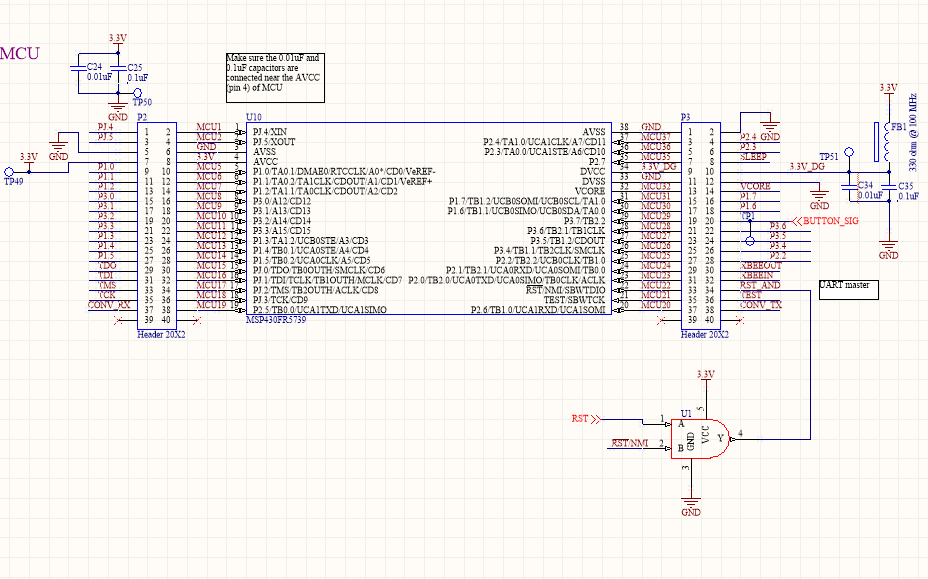 MCU
3.3V
C24
0.01uF
C25
0.1uF
TP50
GND
Make sure the 0.01uF and
0.1uF capacitors are
connected near the AVCC
(pin 4) of MCU
3.3V
FB1
330 ohm @ 100 MHz
TP51
3.3V_DG
C34
0.01uF
C35
0.1uF
GND
GND
P2
PJ.4
PJ.5
GND
3.3V
TP49
P1.0
P1.1
P1.2
P3.0
P3.1
P3.2
P3.3
P1.3
P1.4
P1.5
TDO
TDI
TMS
TCK
CONV_RX
1 2
3 4
5 6
7 8
9 10
11 12
13 14
15 16
17 18
19 20
21 22
23 24
25 26
27 28
29 30
31 32
33 34
35 36
37 38
39 40
Header 20X2
MCU1
MCU2
GND
3.3V
MCU5
MCU6
MCU7
MCU8
MCU9
MCU10
MCU11
MCU12
MCU13
MCU14
MCU15
MCU16
MCU17
MCU18
MCU19
U10
PJ.4/XIN
PJ.5/XOUT
AVSS
AVCC
P1.0/TA0.1/DMAE0/RTCCLK/A0*/CD0/VeREF-
P1.1/TA0.2/TA1CLK/CDOUT/A1/CD1/VeREF+
P1.2/TA1.1/TA0CLK/CDOUT/A2/CD2
P3.0/A12/CD12
P3.1/A13/CD13
P3.2/A14/CD14
P3.3/A15/CD15
P1.3/TA1.2/UCB0STE/A3/CD3
P1.4/TB0.1/UCA0STE/A4/CD4
P1.5/TB0.2/UCA0CLK/A5/CD5
PJ.0/TDO/TB0OUTH/SMCLK/CD6
PJ.1/TDI/TCLK/TB1OUTH/MCLK/CD7
PJ.2/TMS/TB2OUTH/ACLK/CD8
PJ.3/TCK/CD9
P2.5/TB0.0/UCA1TXD/UCA1SIMO
MSP430FR5739
AVSS
P2.4/TA1.0/UCA1CLK/A7/CD11
P2.3/TA0.0/UCA1STE/A6/CD10
P2.7
DVCC
DVSS
VCORE
P1.7/TB1.2/UCB0SOMI/UCB0SCL/TA1.0
P1.6/TB1.1/UCB0SIMO/UCB0SDA/TA0.0
P3.7/TB2.2
P3.6/TB2.1/TB1CLK
P3.5/TB1.2/CDOUT
P3.4/TB1.1/TB2CLK/SMCLK
P2.2/TB2.2/UCB0CLK/TB1.0
P2.1/TB2.1/UCA0RXD/UCA0SOMI/TB0.0
P2.0/TB2.0/UCA0TXD/UCA0SIMO/TB0CLK/ACLK
RST/NMI/SBWTDIO
TEST/SBWTCK
P2.6/TB1.0/UCA1RXD/UCA1SOMI
38 GND
MCU37
MCU36
MCU35
3.3V_DG
GND
MCU32
MCU31
MCU30
MCU29
MCU28
MCU27
MCU26
MCU25
MCU24
MCU23
MCU22
MCU21
MCU20
P3
1 2
3 4
5 6
7 8
9 10
11 12
13 14
15 16
17 18
19 20
21 22
23 24
25 26
27 28
29 30
31 32
33 34
35 36
37 38
39 40
Header 20X2
P2.4
GND
P2.3
SLEEP
VCORE
P1.7
P1.6
TP1
BUTTON_SIG
P3.6
P3.5
P3.4
P2.2
XBEEOUT
XBEEIN
RST_AND
TEST
CONV_TX
UART master
3.3V
U1
RST
RST/NMI
1
2
3
4
5
A
B
Y
GND
VCC
GND